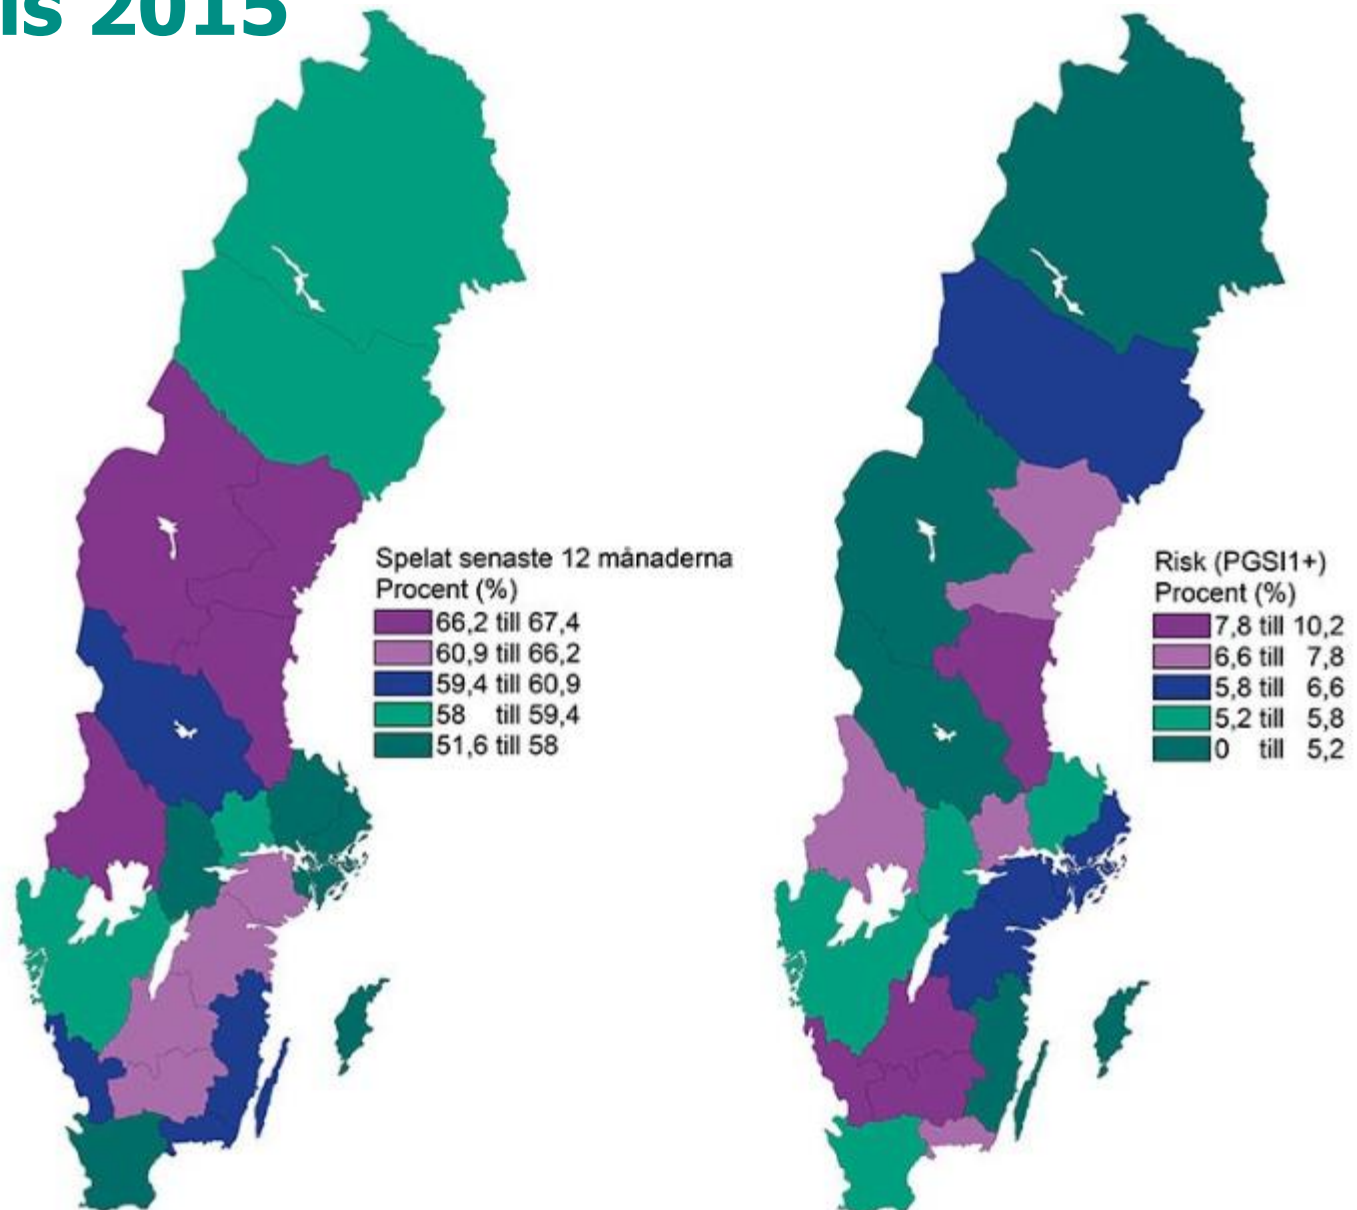 is 2015
Spelat senaste 12 månaderna
Procent (%)
66,2 till 67,4
60,9 till 66,2
59,4 till 60,9
58 till 59,4
51,6 till 58
Risk (PGSI1+)
Procent (%)
7,8 till 10,2
6,6 till 7,8
5,8 till 6,6
5,2 till 5,8
0 till 5,2